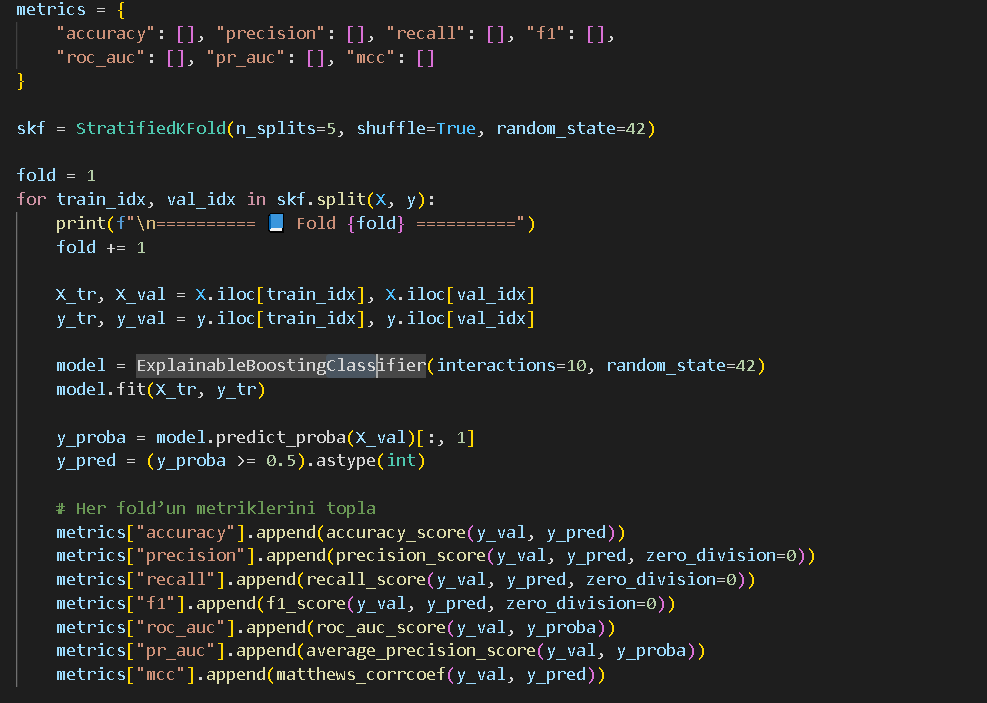 metrics = {
    "accuracy": [], "precision": [], "recall": [], "f1": [],
    "roc_auc": [], "pr_auc": [], "mcc": []
}
skf = StratifiedKFold(n_splits=5, shuffle=True, random_state=42)
fold = 1
for train_idx, val_idx in skf.split(X, y):
    print(f"\n========== 📘 Fold {fold} ==========")
    fold += 1
    X_tr, X_val = X.iloc[train_idx], X.iloc[val_idx]
    y_tr, y_val = y.iloc[train_idx], y.iloc[val_idx]
    model = ExplainableBoostingClassifier(interactions=10, random_state=42)
    model.fit(X_tr, y_tr)
    y_proba = model.predict_proba(X_val)[:, 1]
    y_pred = (y_proba >= 0.5).astype(int)
    # Her fold’un metriklerini topla
    metrics["accuracy"].append(accuracy_score(y_val, y_pred))
    metrics["precision"].append(precision_score(y_val, y_pred, zero_division=0))
    metrics["recall"].append(recall_score(y_val, y_pred, zero_division=0))
    metrics["f1"].append(f1_score(y_val, y_pred, zero_division=0))
    metrics["roc_auc"].append(roc_auc_score(y_val, y_proba))
    metrics["pr_auc"].append(average_precision_score(y_val, y_proba))
    metrics["mcc"].append(matthews_corrcoef(y_val, y_pred))